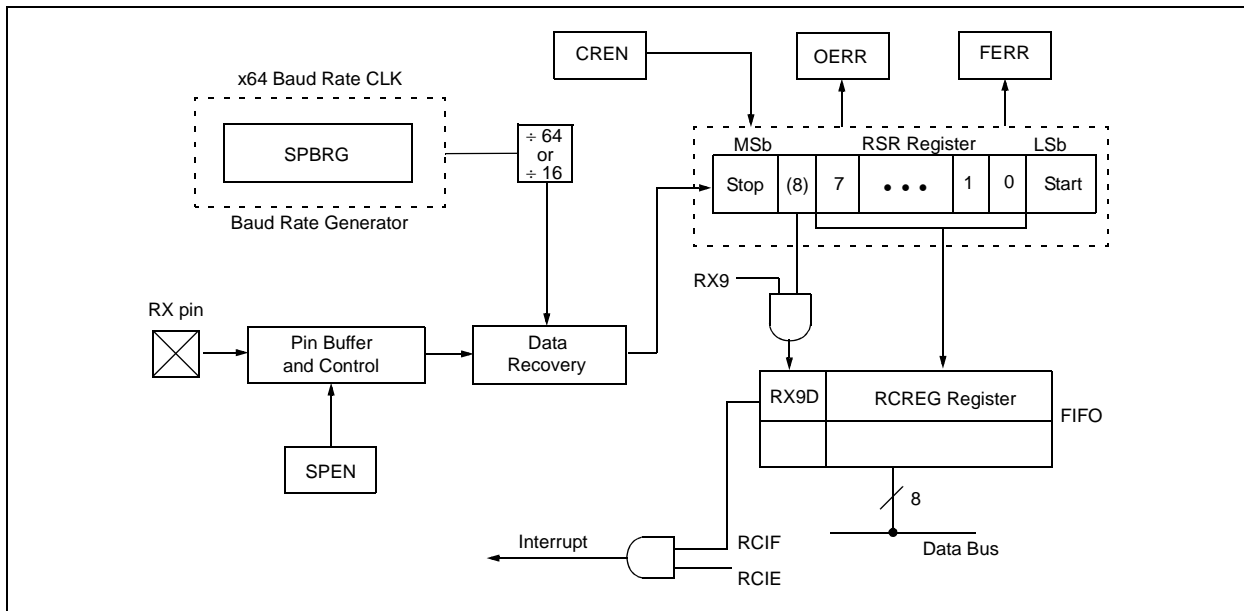 CREN
OERR
FERR
x64 Baud Rate CLK
SPBRG
Baud Rate Generator
÷ 64
or
÷ 16
MSb
RSR Register
LSb
Stop
(8)
7
• • •
1
0
Start
RX9
RX pin
Pin Buffer
and Control
Data
Recovery
SPEN
RX9D
RCREG Register
FIFO
8
Data Bus
Interrupt
RCIF
RCIE